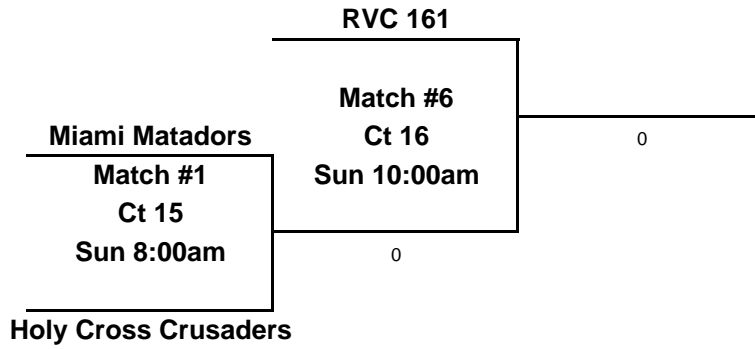 RVC 161
Match #6
Ct 16
Sun 10:00am
0
Miami Matadors
Match #1
Ct 15
Sun 8:00am
0
Holy Cross Crusaders